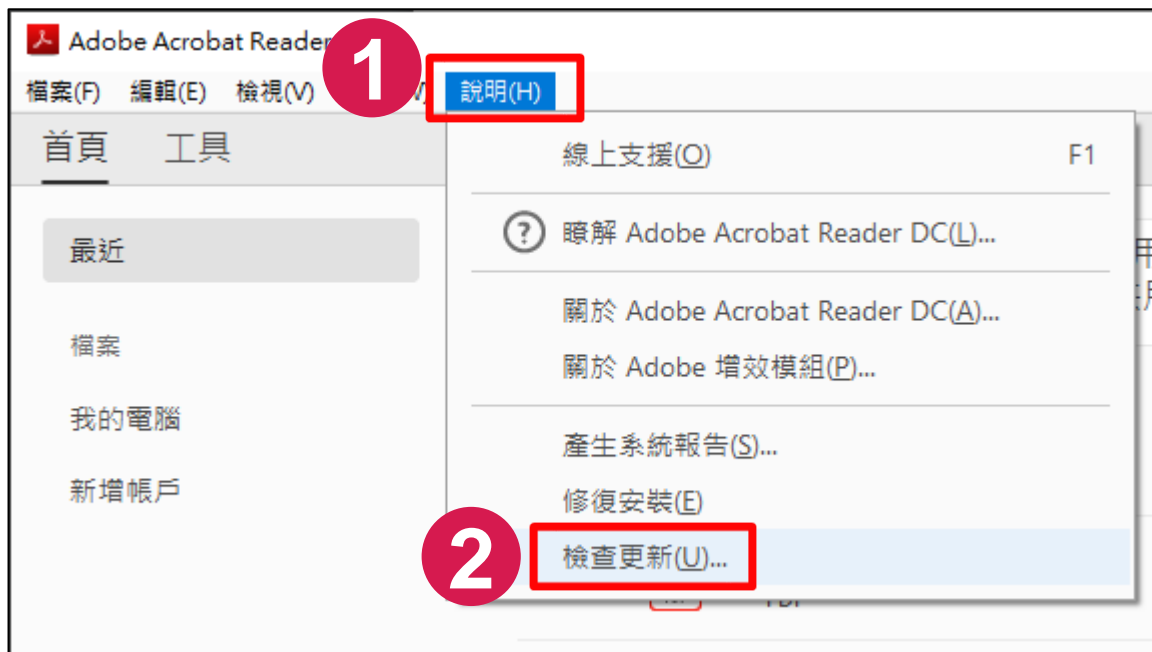 Adobe Acrobat Reader
1
檔案(F) 編輯(E) 檢視(V) 說明(H)
首頁 工具
線上支援(O) F1
最近
瞭解 Adobe Acrobat Reader DC(L)...
關於 Adobe Acrobat Reader DC(A)...
檔案
關於 Adobe 增效模組(P)...
我的電腦
產生系統報告(S)...
新增帳戶
修復安裝(E)
2
檢查更新(U)...